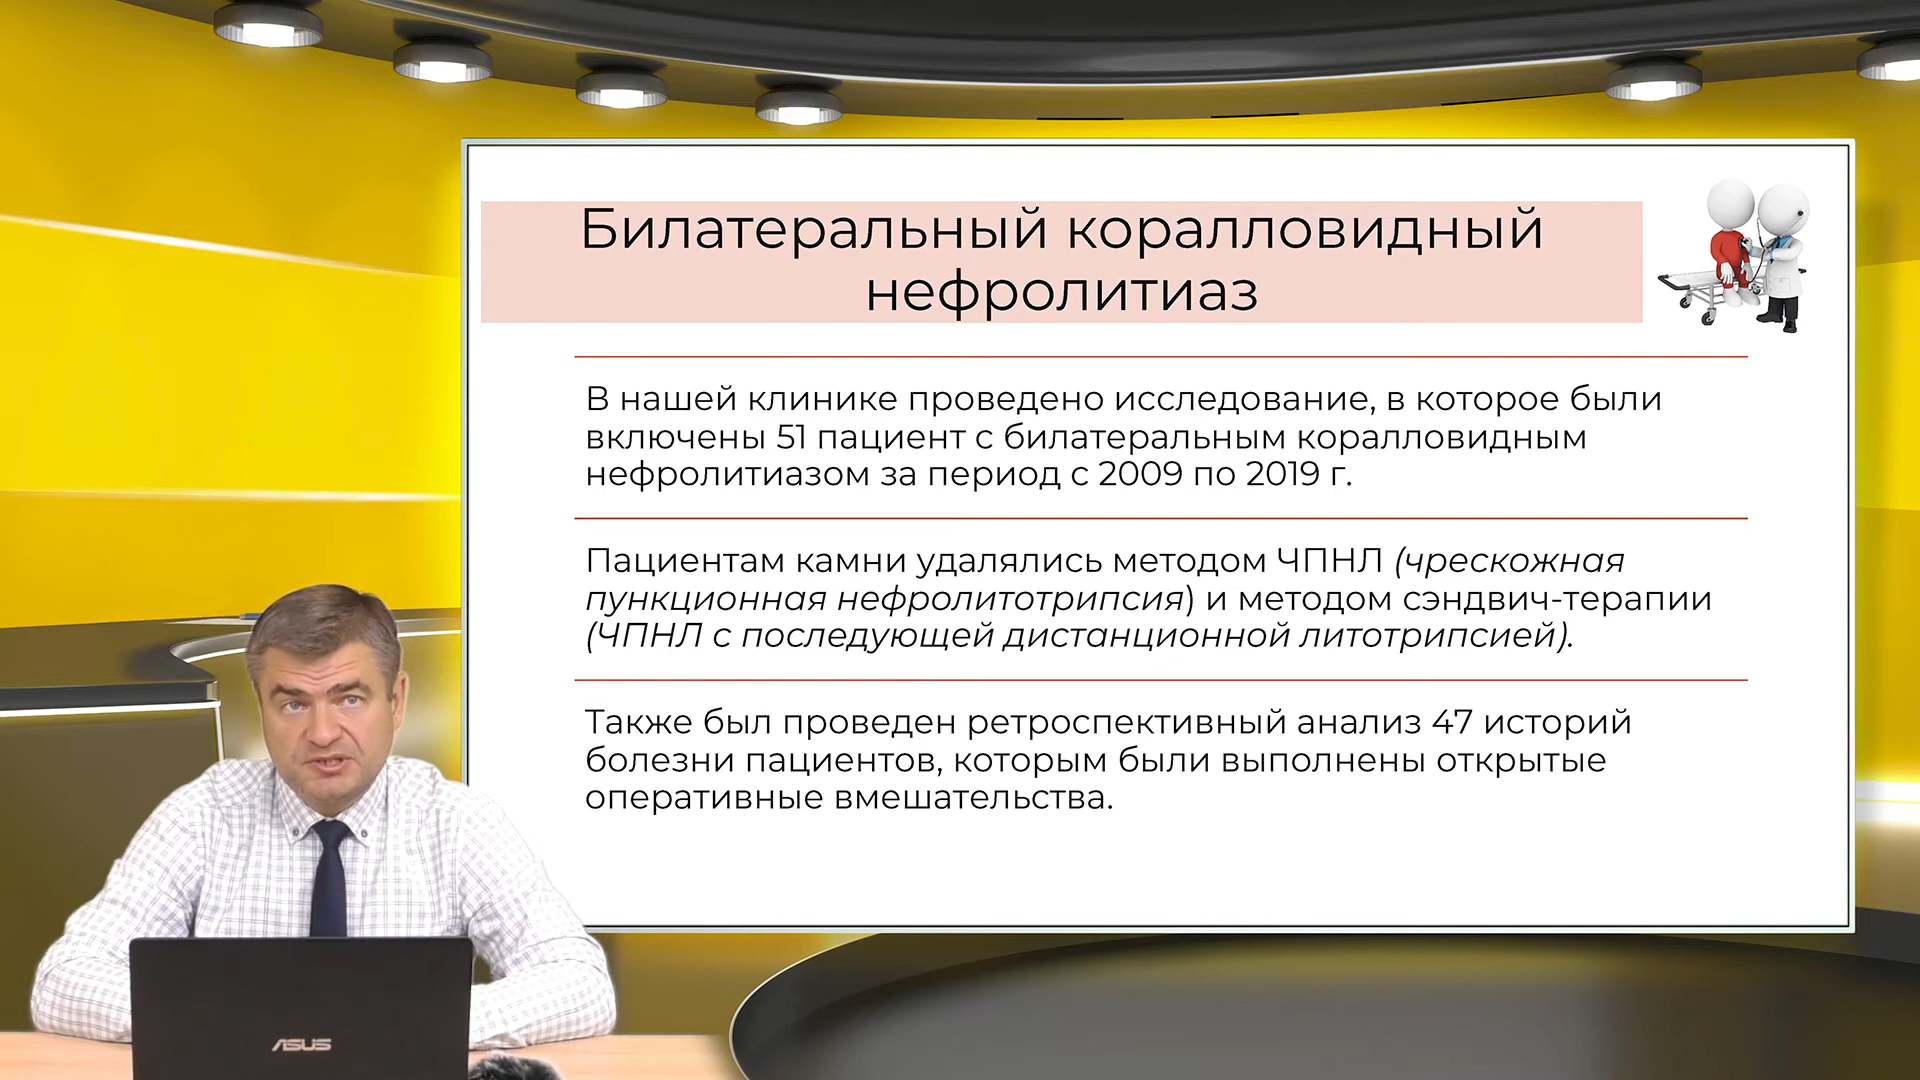 Билатеральный коралловидный
нефролитиаз
В нашей клинике проведено исследование, в которое были
включены 51 пациент с билатеральным коралловидным
нефролитиазом за период с 2009 по 2019 г.
Пациентам камни удалялись методом ЧПНЛ (чрескожная
пункционная нефролитотрипсия) и методом сэндвич-терапии
(ЧПНЛ с последующей дистанционной литотрипсией).
Также был проведен ретроспективный анализ 47 историй
болезни пациентов, которым были выполнены открытые
оперативные вмешательства.
ASUS